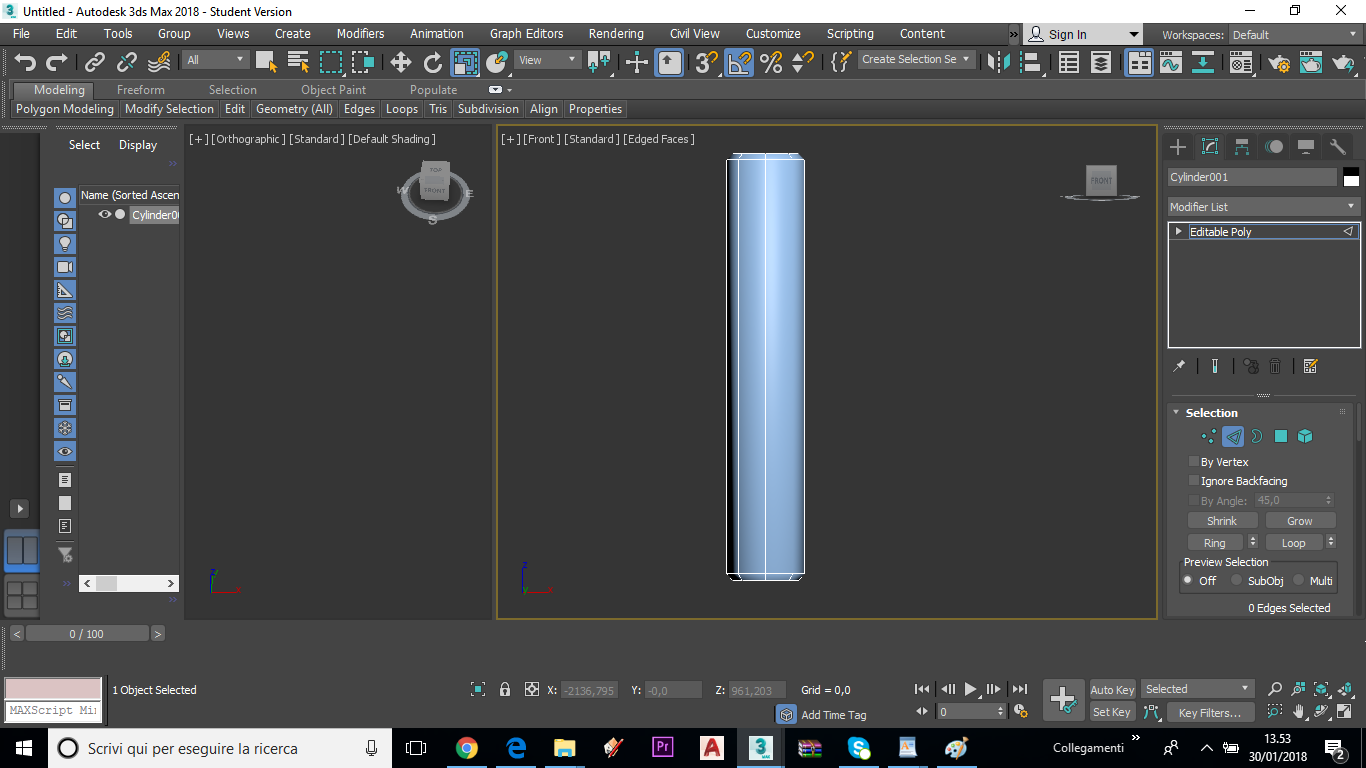 Untitled - Autodesk 3ds Max 2018 - Student Version
File Edit Tools Group Views Create Modifiers Animation Graph Editors Rendering Civil View Customize Scripting Content » Sign In Workspaces: Default
All View Create Selection Se
Modeling Freeform Selection Object Paint Populate
Polygon Modeling Modify Selection Edit Geometry (All) Edges Loops Tris Subdivision Align Properties
Select Display
[+] [Orthographic] [Standard] [Default Shading]
[+] [Front] [Standard] [Edged Faces]
TOP
FRONT
W E
S
FRONT
Name (Sorted Ascen
Cylinder00
z
x
z
y x
Cylinder001
Modifier List
Editable Poly
Selection
By Vertex
Ignore Backfacing
By Angle: 45,0
Shrink Grow
Ring Loop
Preview Selection
Off SubObj Multi
0 Edges Selected
< 0 / 100 >
1 Object Selected X: -2136,795 Y: -0,0 Z: 961,203 Grid = 0,0 Auto Key Selected
MAXScript Mi Add Time Tag 0 Set Key Key Filters...
Scrivi qui per eseguire la ricerca
Pr
A
3
MAX
S
Collegamenti »
13.53
30/01/2018
2